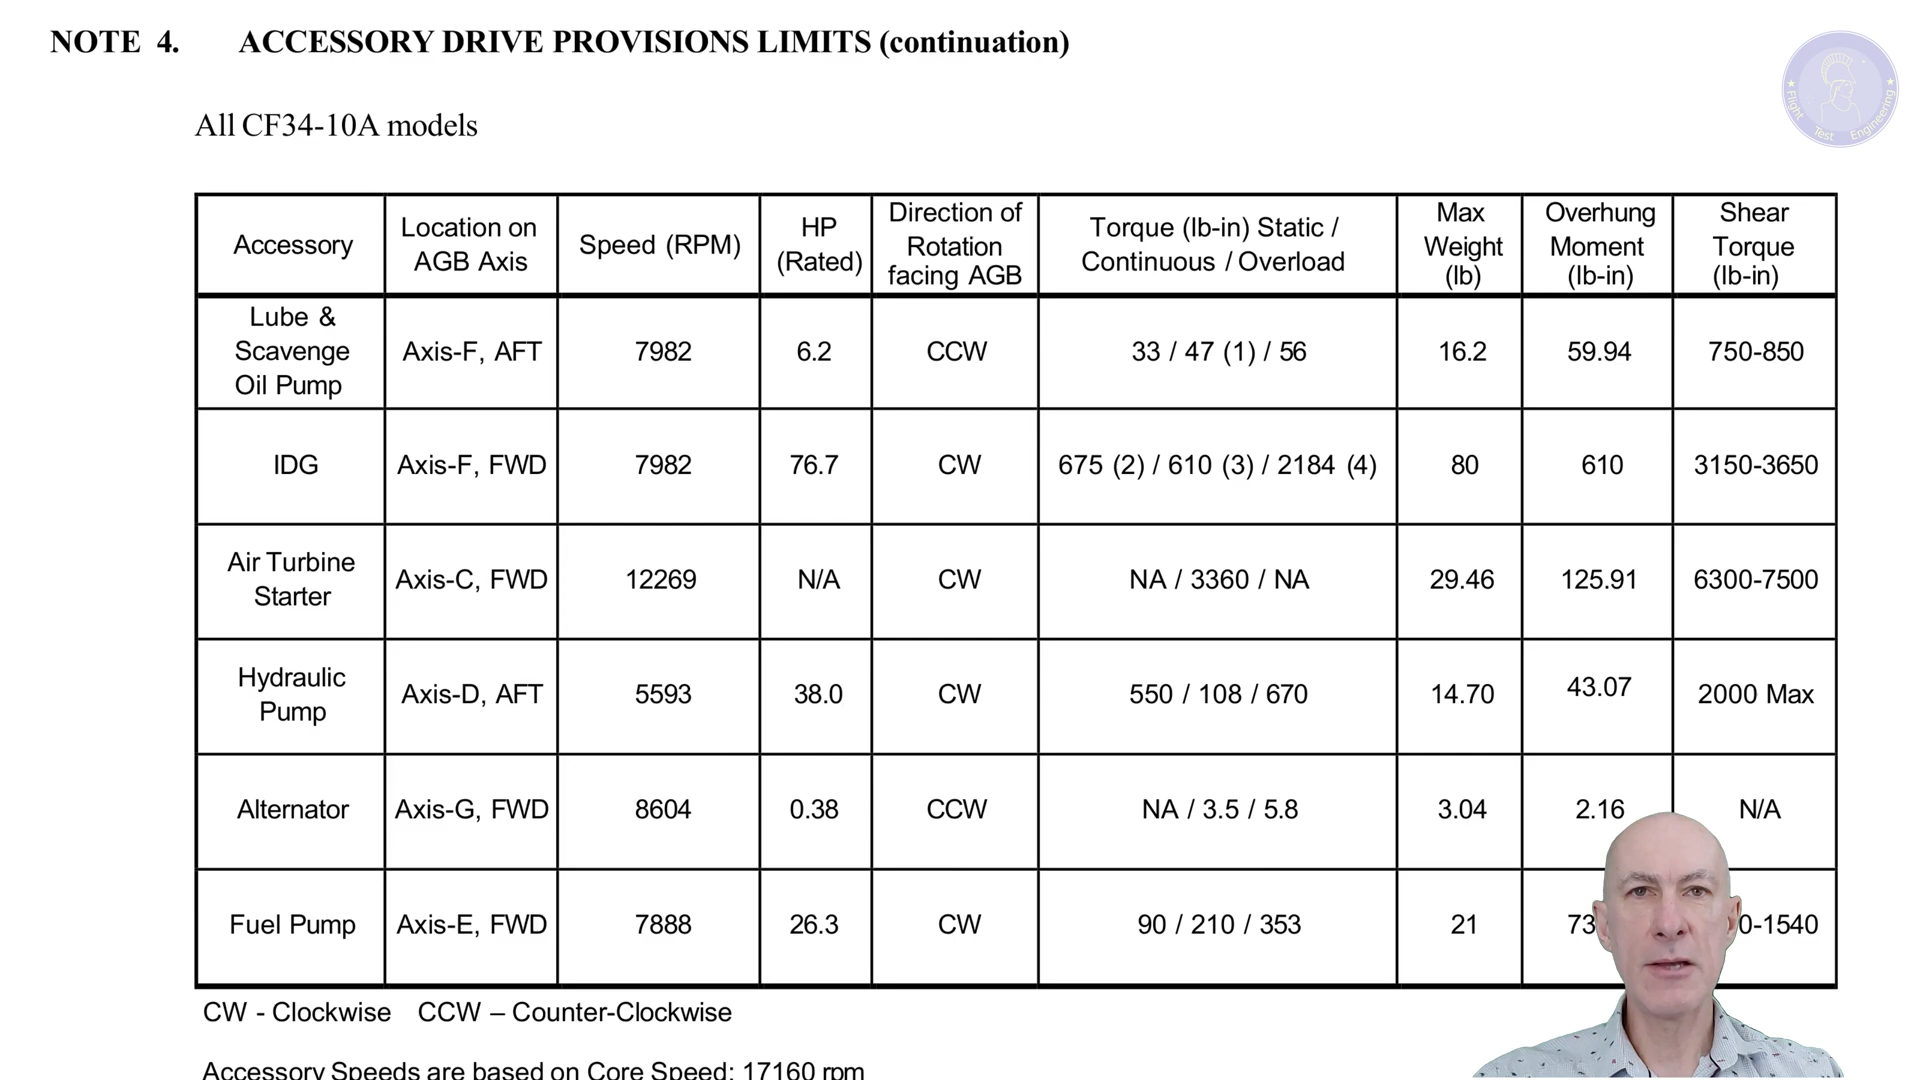 NOTE 4. ACCESSORY DRIVE PROVISIONS LIMITS (continuation)
Flight Test Engineering
All CF34-10A models
Accessory
Location on
AGB Axis
Speed (RPM)
HP
(Rated)
Direction of
Rotation
facing AGB
Torque (lb-in) Static /
Continuous / Overload
Max
Weight
(lb)
Overhung
Moment
(lb-in)
Shear
Torque
(lb-in)
Lube &
Scavenge
Oil Pump
Axis-F, AFT
7982
6.2
CCW
33 / 47 (1) / 56
16.2
59.94
750-850
IDG
Axis-F, FWD
7982
76.7
CW
675 (2) / 610 (3) / 2184 (4)
80
610
3150-3650
Air Turbine
Starter
Axis-C, FWD
12269
N/A
CW
NA / 3360 / NA
29.46
125.91
6300-7500
Hydraulic
Pump
Axis-D, AFT
5593
38.0
CW
550 / 108 / 670
14.70
43.07
2000 Max
Alternator
Axis-G, FWD
8604
0.38
CCW
NA / 3.5 / 5.8
3.04
2.16
N/A
Fuel Pump
Axis-E, FWD
7888
26.3
CW
90 / 210 / 353
21
73
0-1540
CW - Clockwise CCW – Counter-Clockwise
Accessory Speeds are based on Core Speed: 17160 rpm